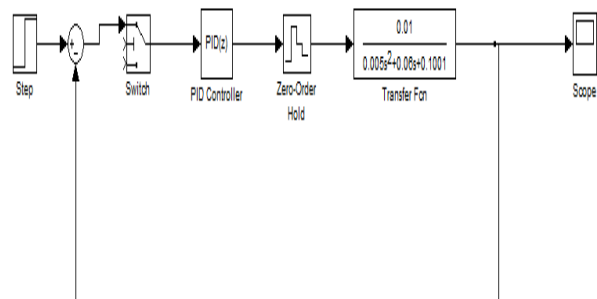 Step
+
-
Switch
PID(z)
PID Controller
Zero-Order
Hold
0.01
0.005s²+0.06s+0.1001
Transfer Fcn
Scope